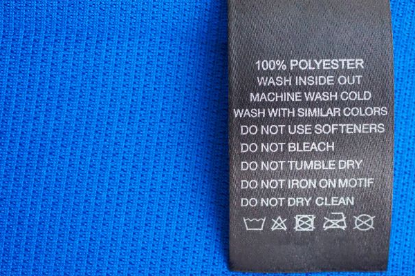 100% POLYESTER
WASH INSIDE OUT
MACHINE WASH COLD
WASH WITH SIMILAR COLORS
DO NOT USE SOFTENERS
DO NOT BLEACH
DO NOT TUMBLE DRY
DO NOT IRON ON MOTIF
DO NOT DRY CLEAN